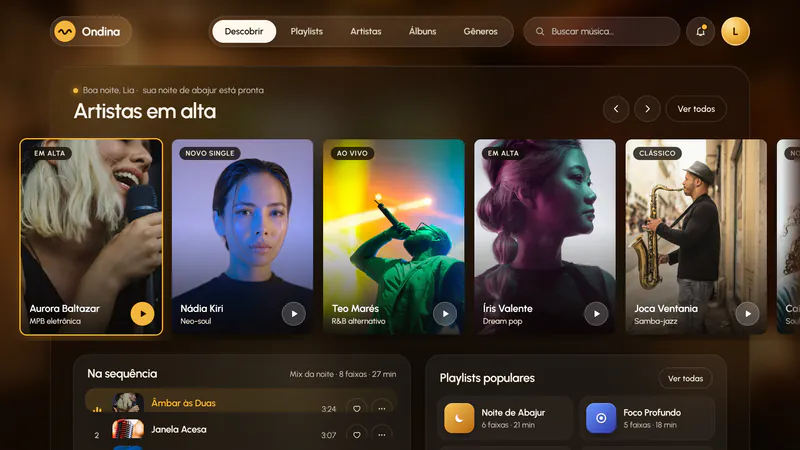 Ondina
Descobrir
Playlists
Artistas
Álbuns
Gêneros
Buscar música...
L
Boa noite, Lia · sua noite de abajur está pronta
Artistas em alta
Ver todos
EM ALTA
Aurora Baltazar
MPB eletrônica
NOVO SINGLE
Nádia Kiri
Neo-soul
AO VIVO
Teo Marés
R&B alternativo
EM ALTA
Íris Valente
Dream pop
CLÁSSICO
Joca Ventania
Samba-jazz
Na sequência
Mix da noite · 8 faixas · 27 min
Âmbar às Duas
3:24
2
Janela Acesa
3:07
Playlists populares
Ver todas
Noite de Abajur
6 faixas · 21 min
Foco Profundo
5 faixas · 18 min